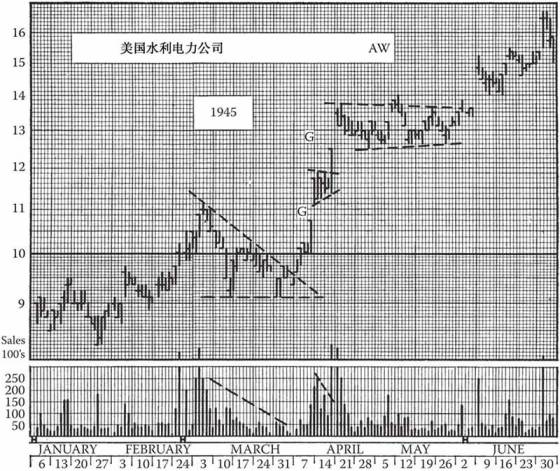 美国水利电力公司 AW
16
15
14
1945
13
G
12
11
G
10
9
Sales
100's
250
200
150
100
50
JANUARY FEBRUARY MARCH APRIL MAY JUNE
6 13 20 27 3 10 17 24 3 10 17 24 31 7 14 21 28 5 12 19 26 2 9 16 23 30